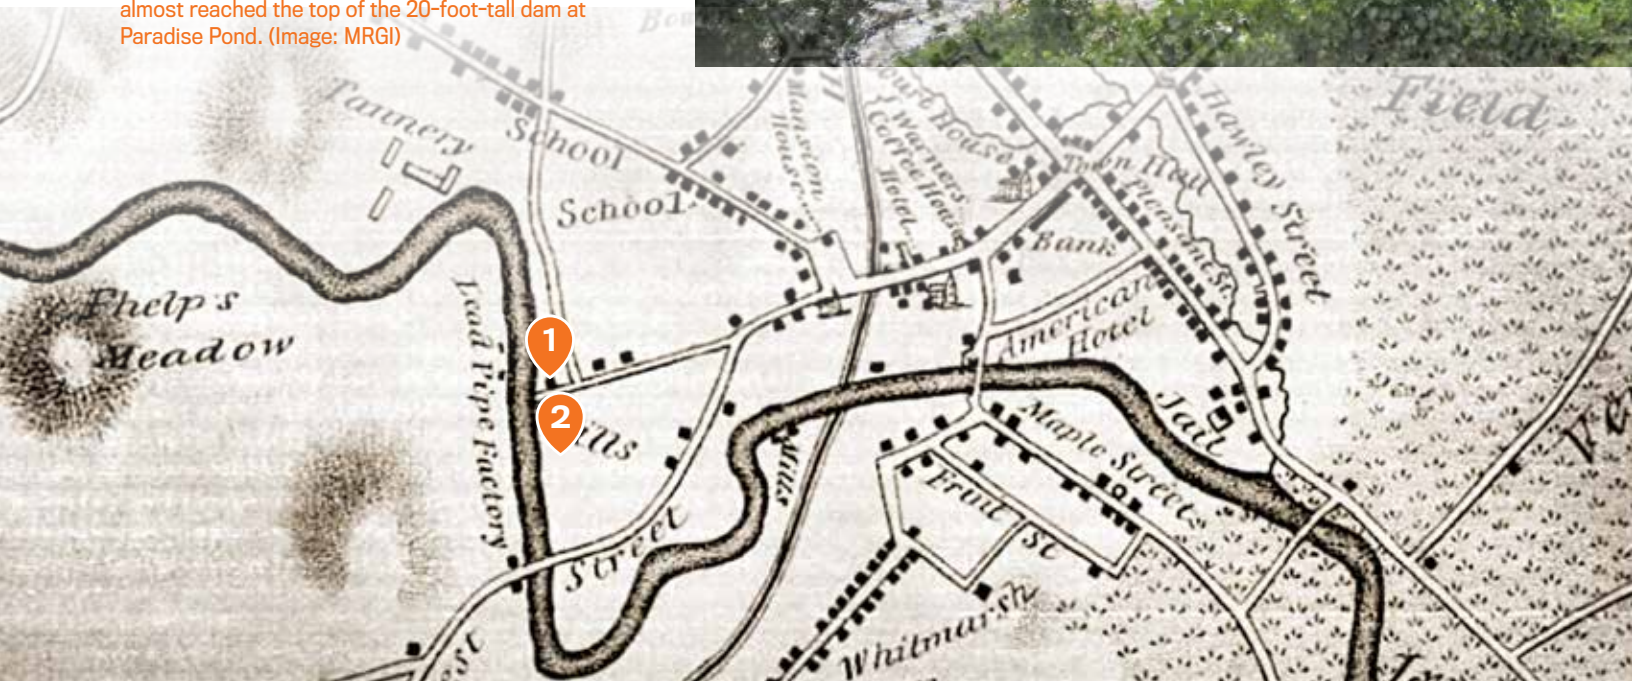 almost reached the top of the 20-foot-tall dam at
Paradise Pond. (Image: MRGI)
Field
Tannery
School
School
Mansion
House
Court House
Warners
Coffee House
Hotel
Town Hall
Hawley Street
Pleasant St.
Bank
American
Hotel
Phelp's
Meadow
Lead Pipe Factory
1
2
Mills
Jail
Maple Street
Fruit St
Street
Whitmarsh